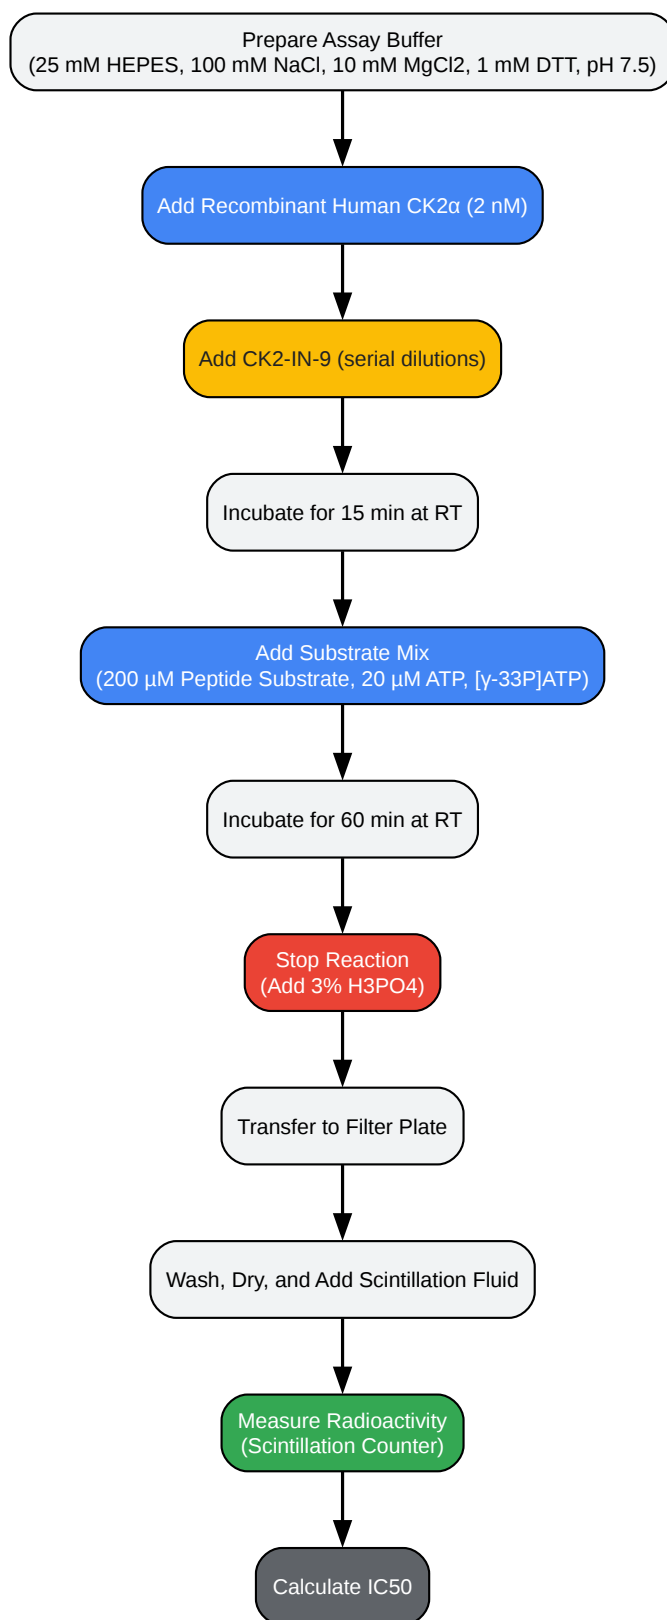 Prepare Assay Buffer
(25 mM HEPES, 100 mM NaCl, 10 mM MgCl2, 1 mM DTT, pH 7.5)
Add Recombinant Human CK2α (2 nM)
Add CK2-IN-9 (serial dilutions)
Incubate for 15 min at RT
Add Substrate Mix
(200 µM Peptide Substrate, 20 µM ATP, [γ-33P]ATP)
Incubate for 60 min at RT
Stop Reaction
(Add 3% H3PO4)
Transfer to Filter Plate
Wash, Dry, and Add Scintillation Fluid
Measure Radioactivity
(Scintillation Counter)
Calculate IC50